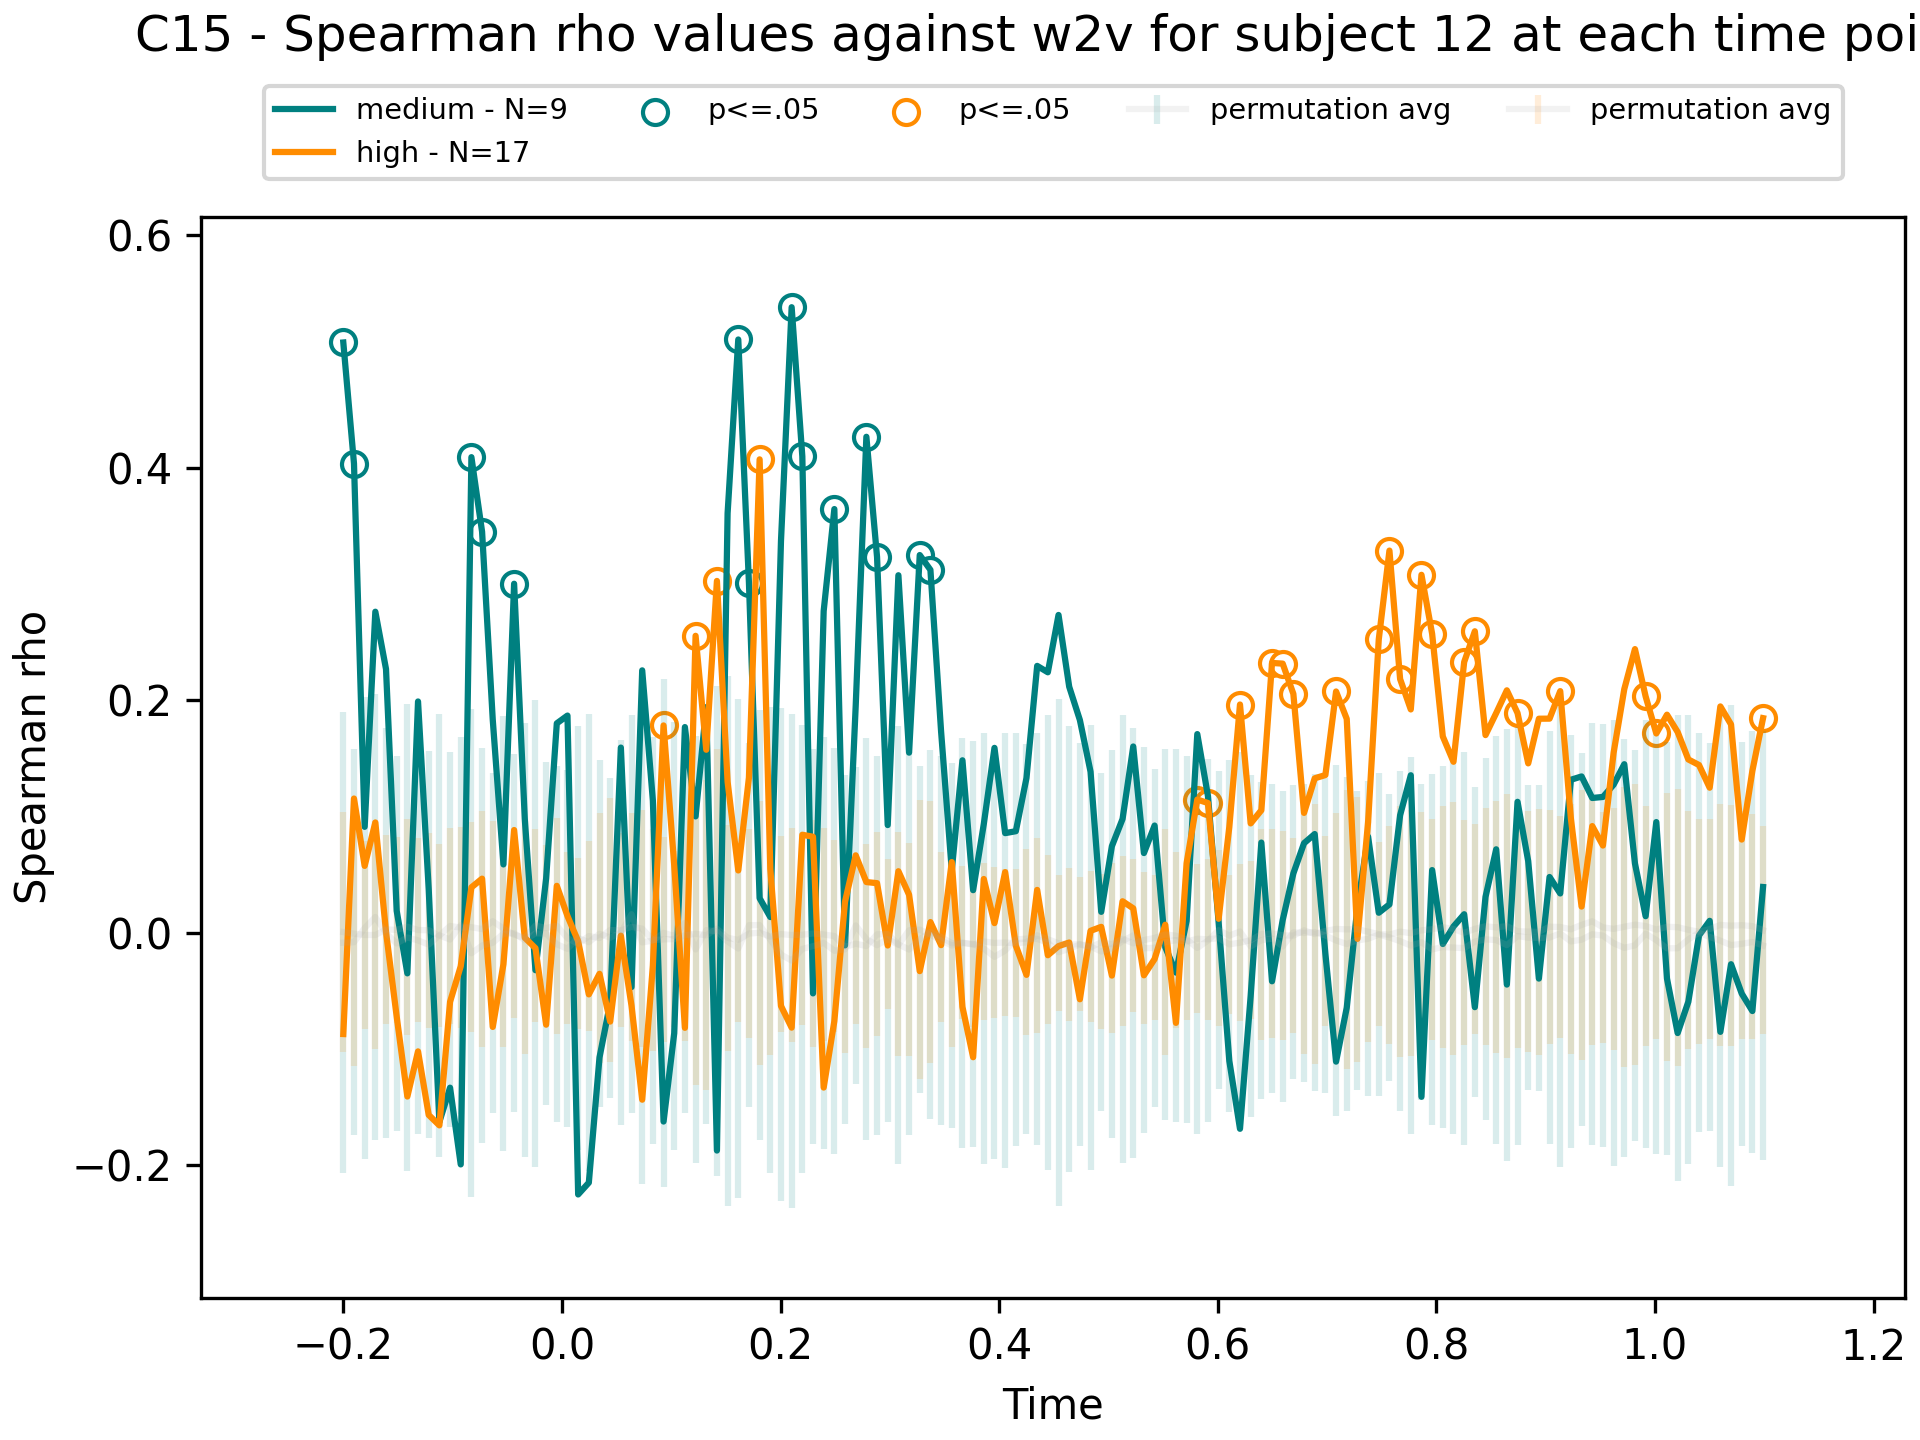 C15 - Spearman rho values against w2v for subject 12 at each time poi
medium - N=9
high - N=17
p<=.05
p<=.05
permutation avg
permutation avg
0.6
0.4
0.2
0.0
−0.2
Spearman rho
−0.2 0.0 0.2 0.4 0.6 0.8 1.0 1.2
Time